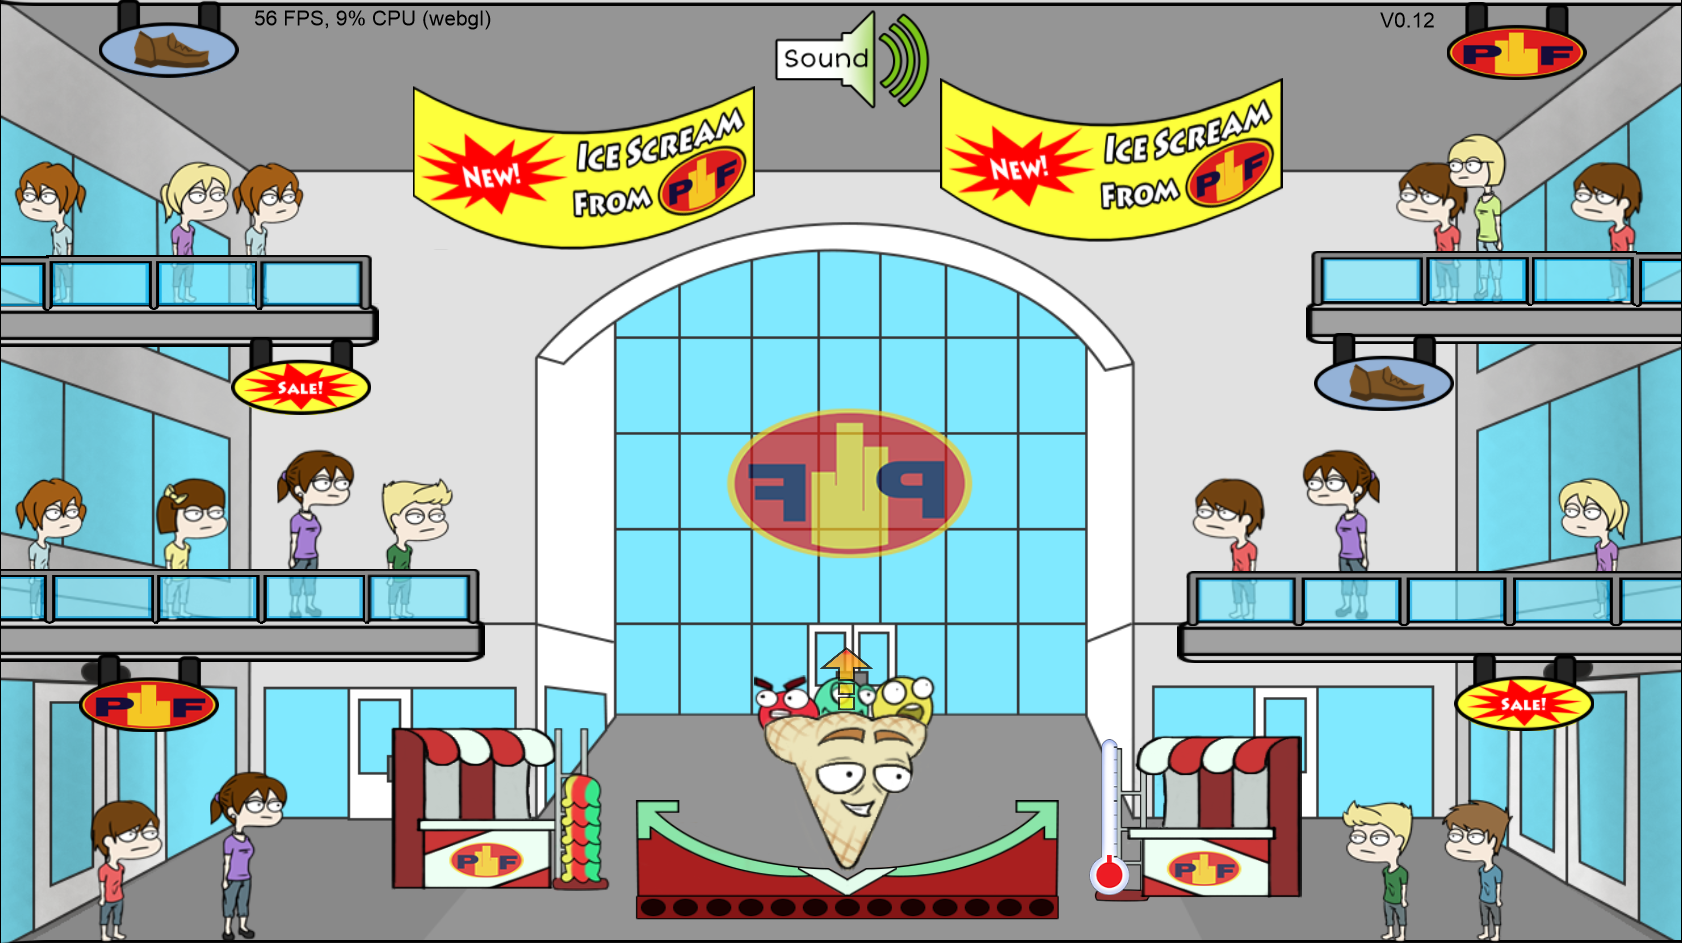 56 FPS, 9% CPU (webgl)
V0.12
Sound
P F
NEW!
ICE SCREAM
FROM P F
NEW!
ICE SCREAM
FROM P F
SALE!
P F
P F
SALE!
P F
P F